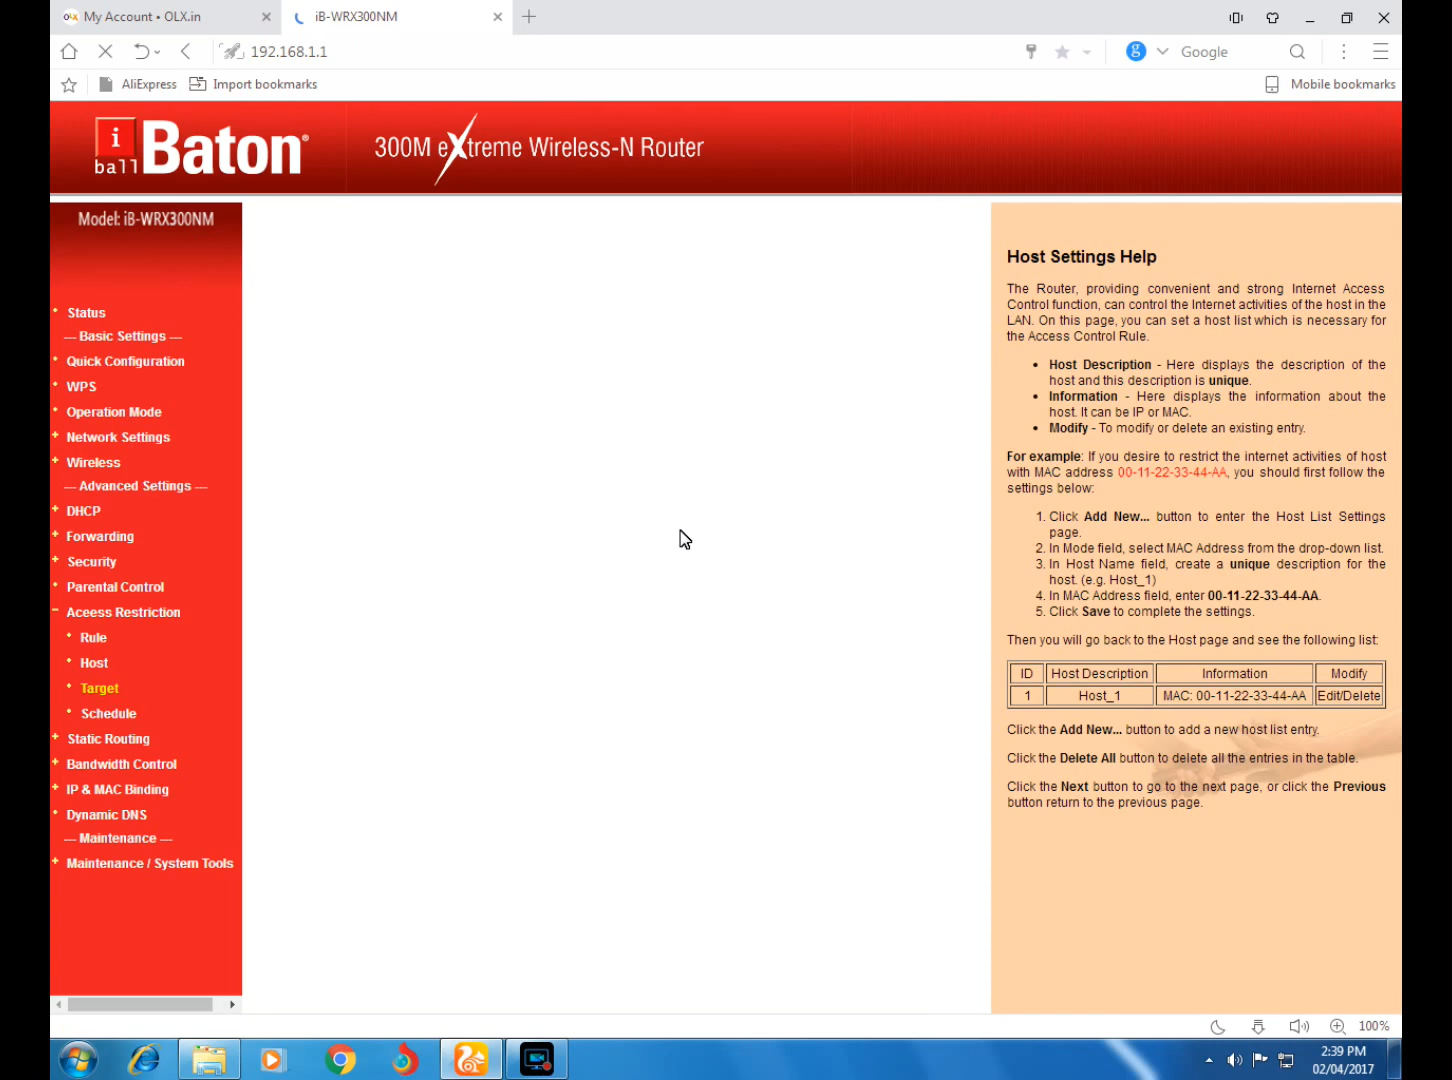 My Account • OLX.in
iB-WRX300NM
192.168.1.1
Google
AliExpress
Import bookmarks
Mobile bookmarks
i
ball
Baton
300M eXtreme Wireless-N Router
Model: iB-WRX300NM
Status
— Basic Settings —
Quick Configuration
WPS
Operation Mode
Network Settings
Wireless
— Advanced Settings —
DHCP
Forwarding
Security
Parental Control
Aceess Restriction
Rule
Host
Target
Schedule
Static Routing
Bandwidth Control
IP & MAC Binding
Dynamic DNS
— Maintenance —
Maintenance / System Tools
Host Settings Help
The Router, providing convenient and strong Internet Access
Control function, can control the Internet activities of the host in the
LAN. On this page, you can set a host list which is necessary for
the Access Control Rule.
• Host Description - Here displays the description of the
host and this description is unique.
• Information - Here displays the information about the
host. It can be IP or MAC.
• Modify - To modify or delete an existing entry.
For example: If you desire to restrict the internet activities of host
with MAC address 00-11-22-33-44-AA, you should first follow the
settings below:
1. Click Add New... button to enter the Host List Settings
page.
2. In Mode field, select MAC Address from the drop-down list.
3. In Host Name field, create a unique description for the
host. (e.g. Host_1)
4. In MAC Address field, enter 00-11-22-33-44-AA.
5. Click Save to complete the settings.
Then you will go back to the Host page and see the following list:
ID Host Description Information Modify
1 Host_1 MAC: 00-11-22-33-44-AA Edit/Delete
Click the Add New... button to add a new host list entry.
Click the Delete All button to delete all the entries in the table.
Click the Next button to go to the next page, or click the Previous
button return to the previous page.
100%
2:39 PM
02/04/2017